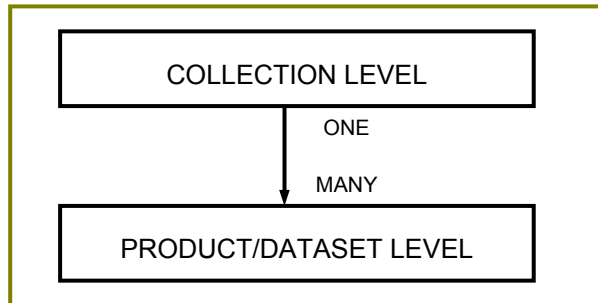 COLLECTION LEVEL
ONE
MANY
PRODUCT/DATASET LEVEL